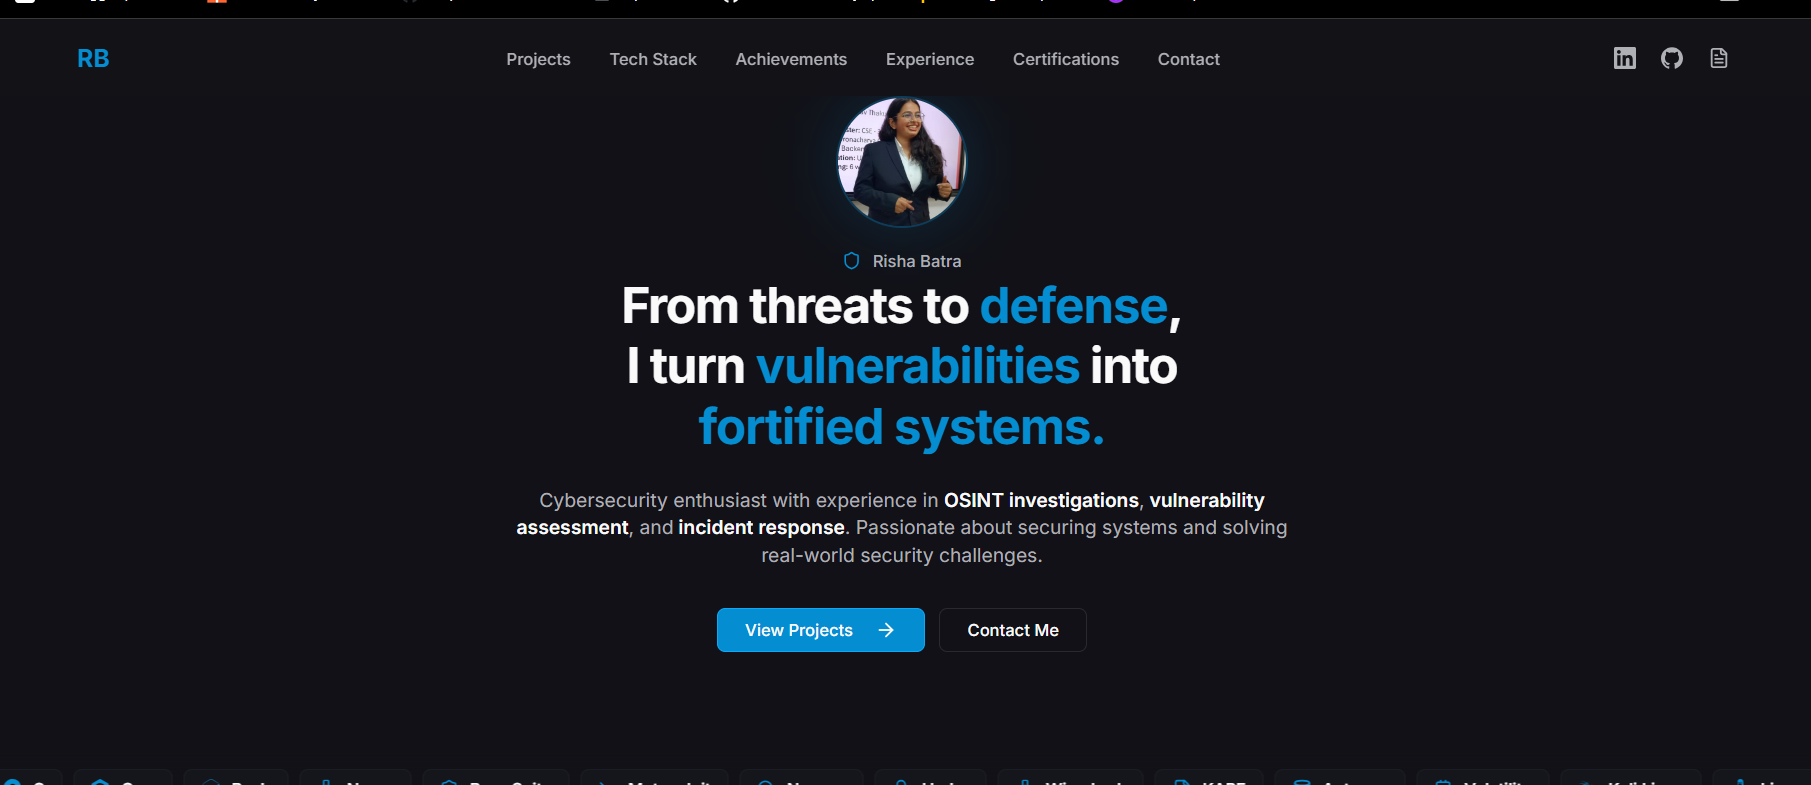 RB
Projects Tech Stack Achievements Experience Certifications Contact
in
Risha Batra
From threats to defense,
I turn vulnerabilities into
fortified systems.
Cybersecurity enthusiast with experience in OSINT investigations, vulnerability
assessment, and incident response. Passionate about securing systems and solving
real-world security challenges.
View Projects → Contact Me